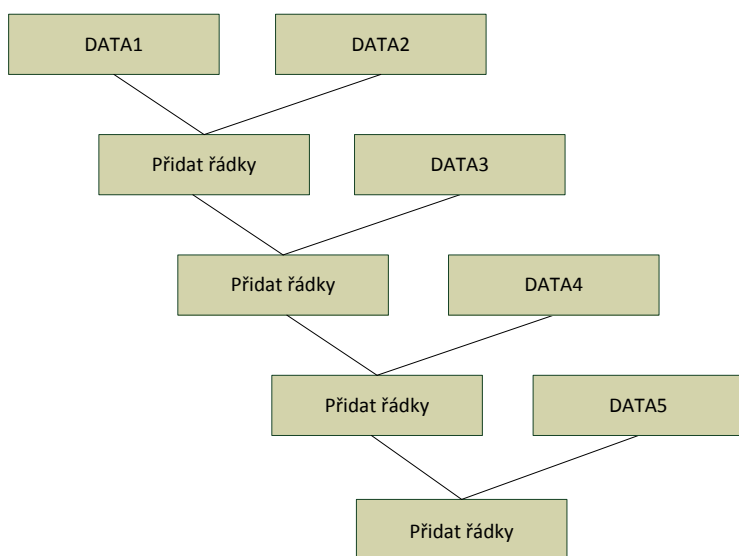 DATA1
DATA2
Přidat řádky
DATA3
Přidat řádky
DATA4
Přidat řádky
DATA5
Přidat řádky